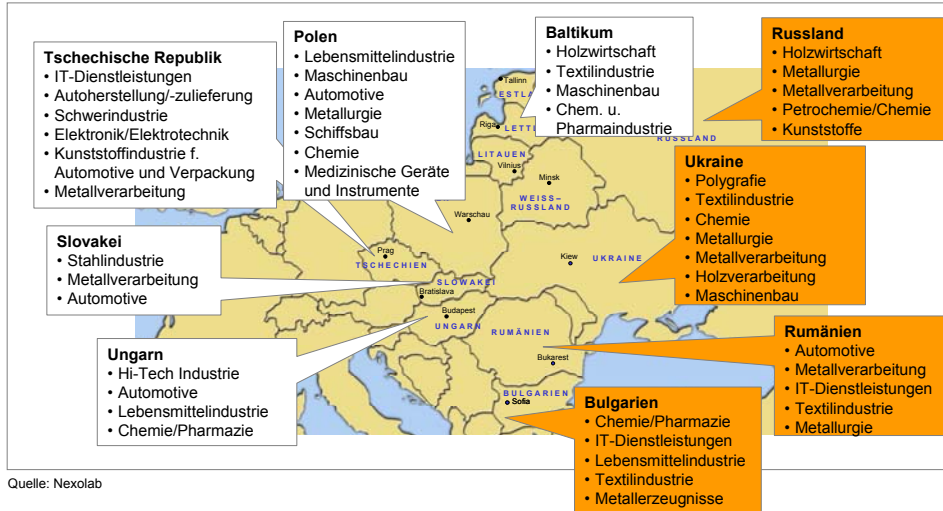 Tschechische Republik
• IT-Dienstleistungen
• Autoherstellung/-zulieferung
• Schwerindustrie
• Elektronik/Elektrotechnik
• Kunststoffindustrie f.
Automotive und Verpackung
• Metallverarbeitung
Polen
• Lebensmittelindustrie
• Maschinenbau
• Automotive
• Metallurgie
• Schiffsbau
• Chemie
• Medizinische Geräte
und Instrumente
Baltikum
• Holzwirtschaft
• Textilindustrie
• Maschinenbau
• Chem. u.
Pharmaindustrie
Russland
• Holzwirtschaft
• Metallurgie
• Metallverarbeitung
• Petrochemie/Chemie
• Kunststoffe
Ukraine
• Polygrafie
• Textilindustrie
• Chemie
• Metallurgie
• Metallverarbeitung
• Holzverarbeitung
• Maschinenbau
Slovakei
• Stahlindustrie
• Metallverarbeitung
• Automotive
Ungarn
• Hi-Tech Industrie
• Automotive
• Lebensmittelindustrie
• Chemie/Pharmazie
Bulgarien
• Chemie/Pharmazie
• IT-Dienstleistungen
• Lebensmittelindustrie
• Textilindustrie
• Metallerzeugnisse
Rumänien
• Automotive
• Metallverarbeitung
• IT-Dienstleistungen
• Textilindustrie
• Metallurgie
Tallinn
ESTLA
Riga
LETT
RUSSLAND
LITAUEN
Vilnius
Minsk
WEISS–
RUSSLAND
Warschau
Prag
TSCHECHIEN
Kiew
UKRAINE
SLOWAKEI
Bratislava
Budapest
UNGARN
RUMÄNIEN
Bukarest
BULGARIEN
Sofia
Quelle: Nexolab